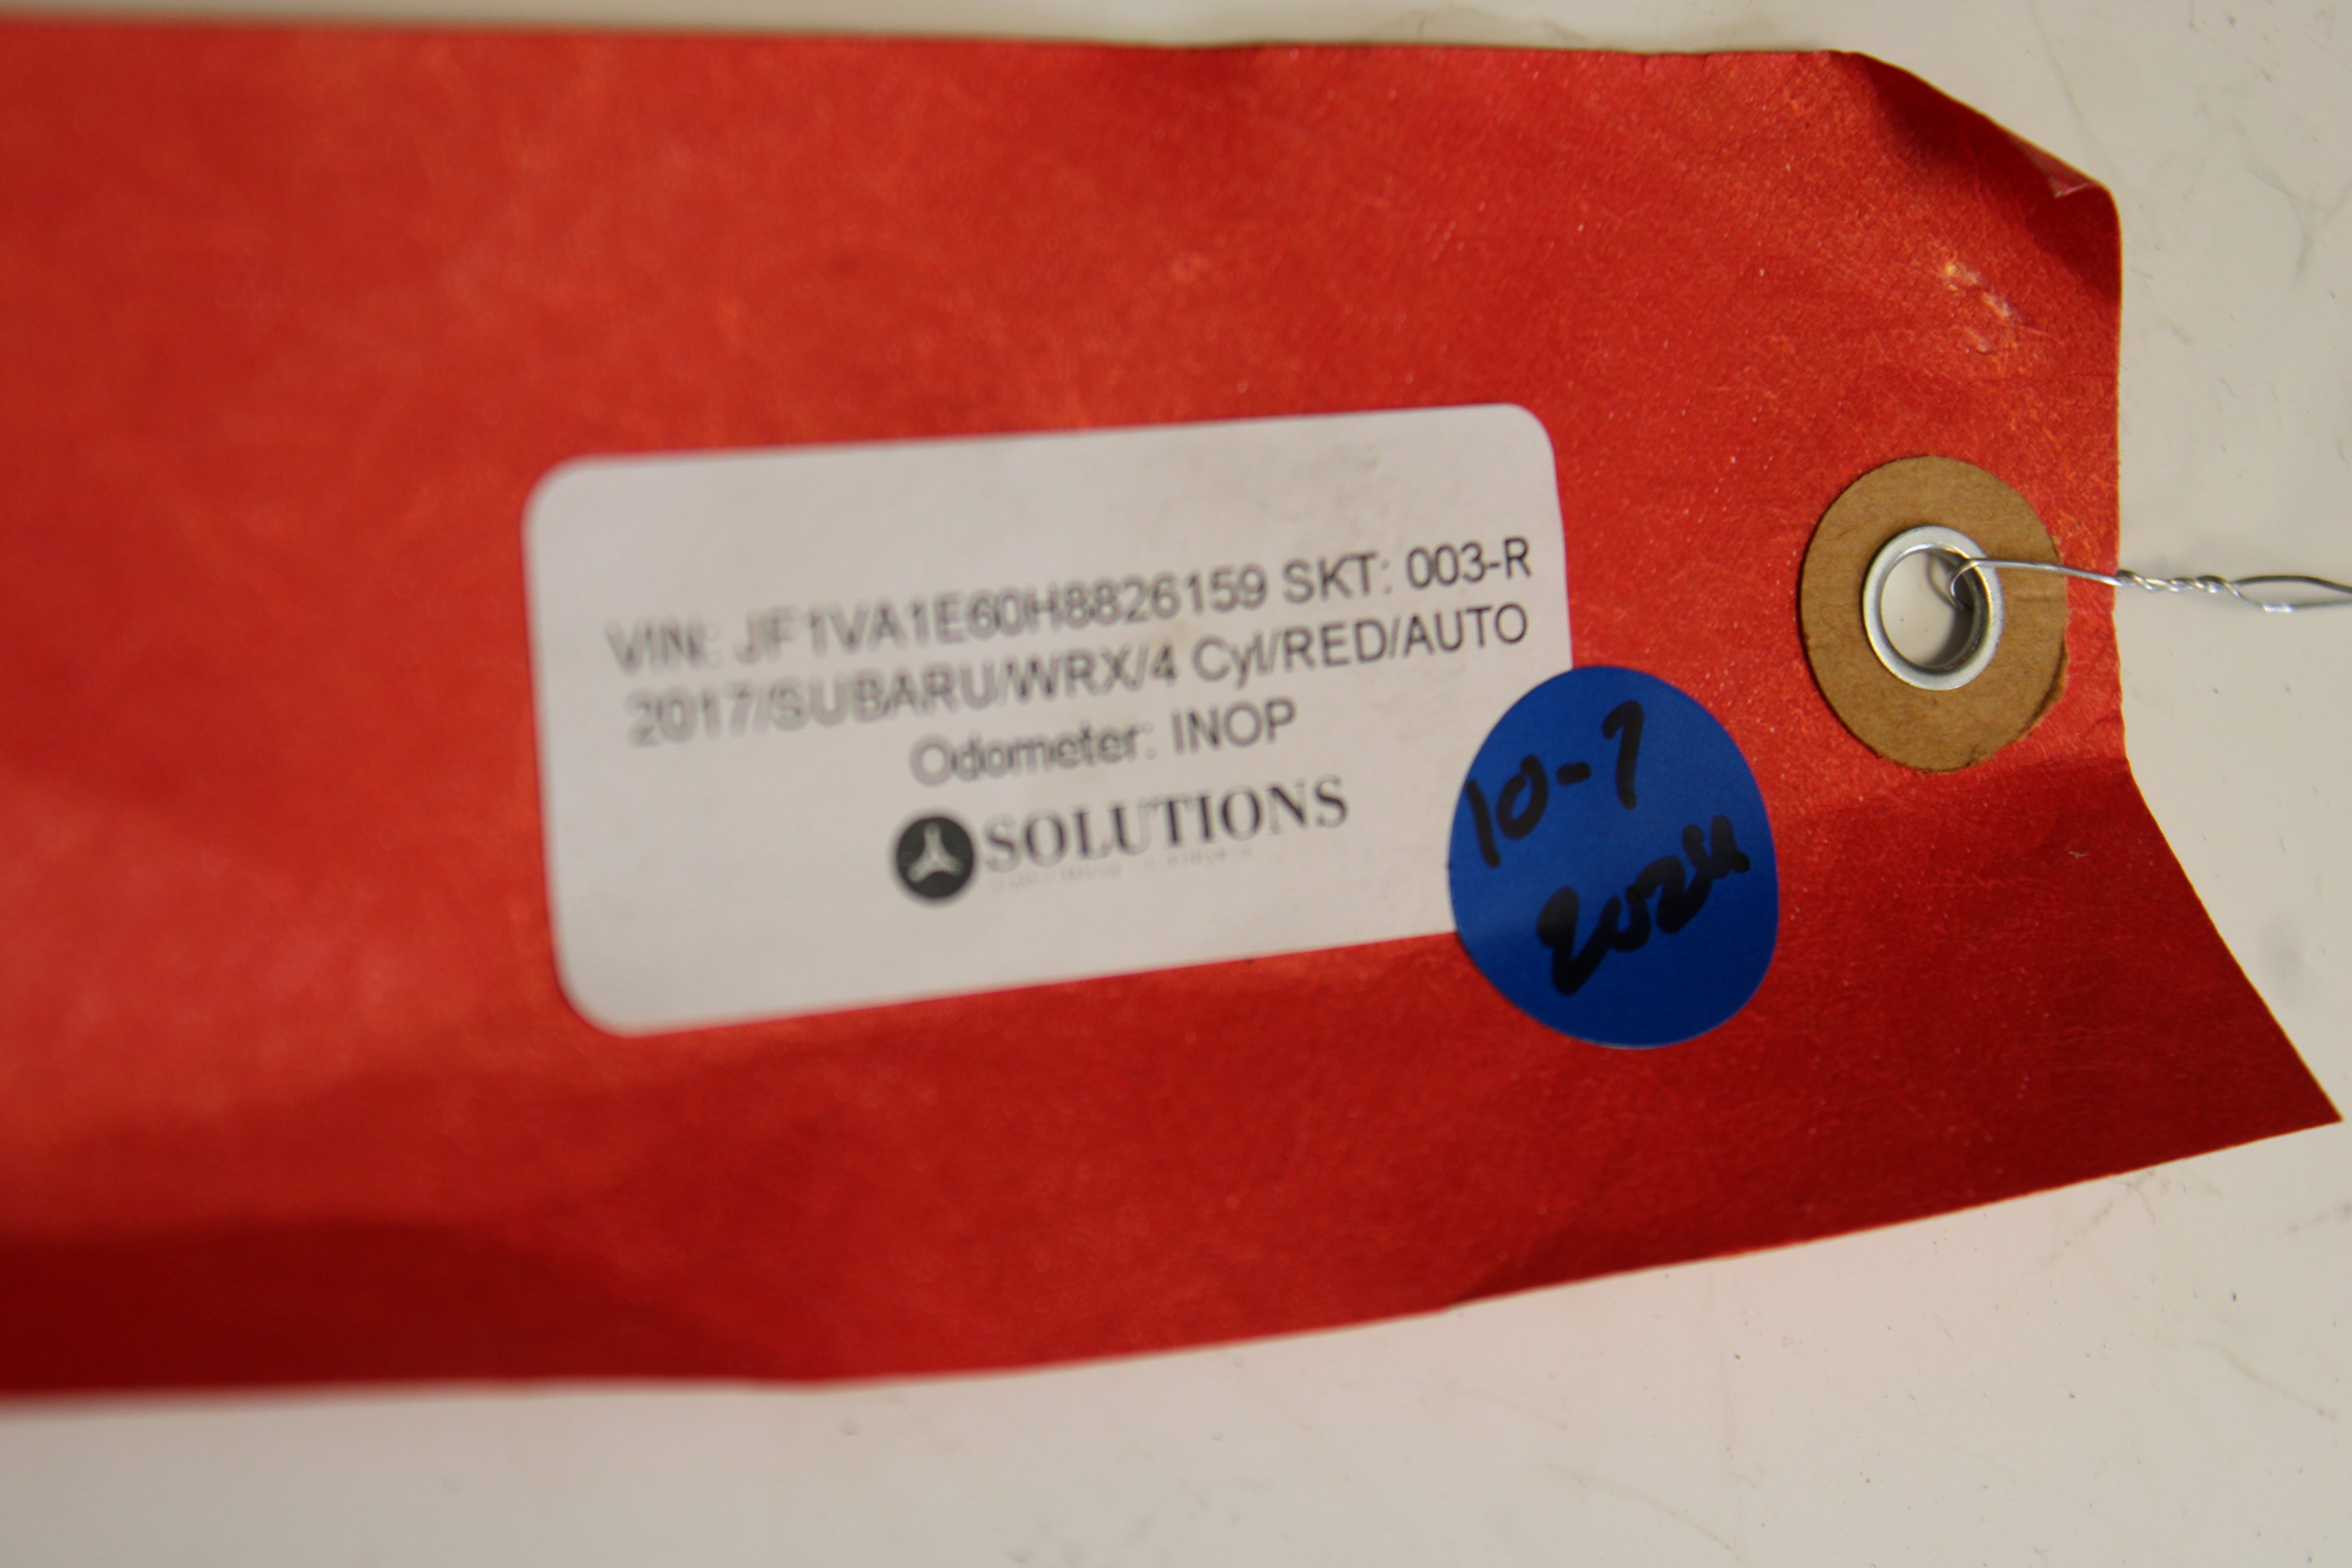 VIN: JF1VA1E60H8826159 SKT: 003-R
2017/SUBARU/WRX/4 Cyl/RED/AUTO
Odometer: INOP
SOLUTIONS
10-7
2024